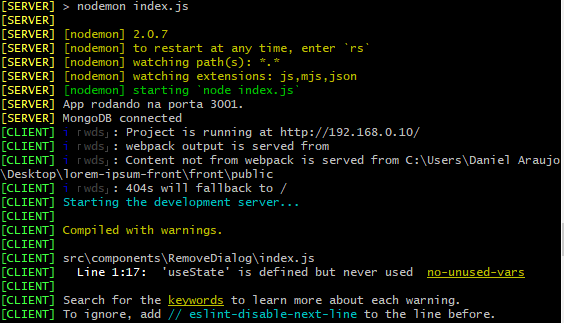 [SERVER] > nodemon index.js
[SERVER]
[SERVER] [nodemon] 2.0.7
[SERVER] [nodemon] to restart at any time, enter `rs`
[SERVER] [nodemon] watching path(s): *.*
[SERVER] [nodemon] watching extensions: js,mjs,json
[SERVER] [nodemon] starting `node index.js`
[SERVER] App rodando na porta 3001.
[SERVER] MongoDB connected
[CLIENT] i ｢wds｣: Project is running at http://192.168.0.10/
[CLIENT] i ｢wds｣: webpack output is served from
[CLIENT] i ｢wds｣: Content not from webpack is served from C:\Users\Daniel Araujo
\Desktop\lorem-ipsum-front\front\public
[CLIENT] i ｢wds｣: 404s will fallback to /
[CLIENT] Starting the development server...
[CLIENT]
[CLIENT] Compiled with warnings.
[CLIENT]
[CLIENT] src\components\RemoveDialog\index.js
[CLIENT]   Line 1:17:  'useState' is defined but never used  no-unused-vars
[CLIENT]
[CLIENT] Search for the keywords to learn more about each warning.
[CLIENT] To ignore, add // eslint-disable-next-line to the line before.